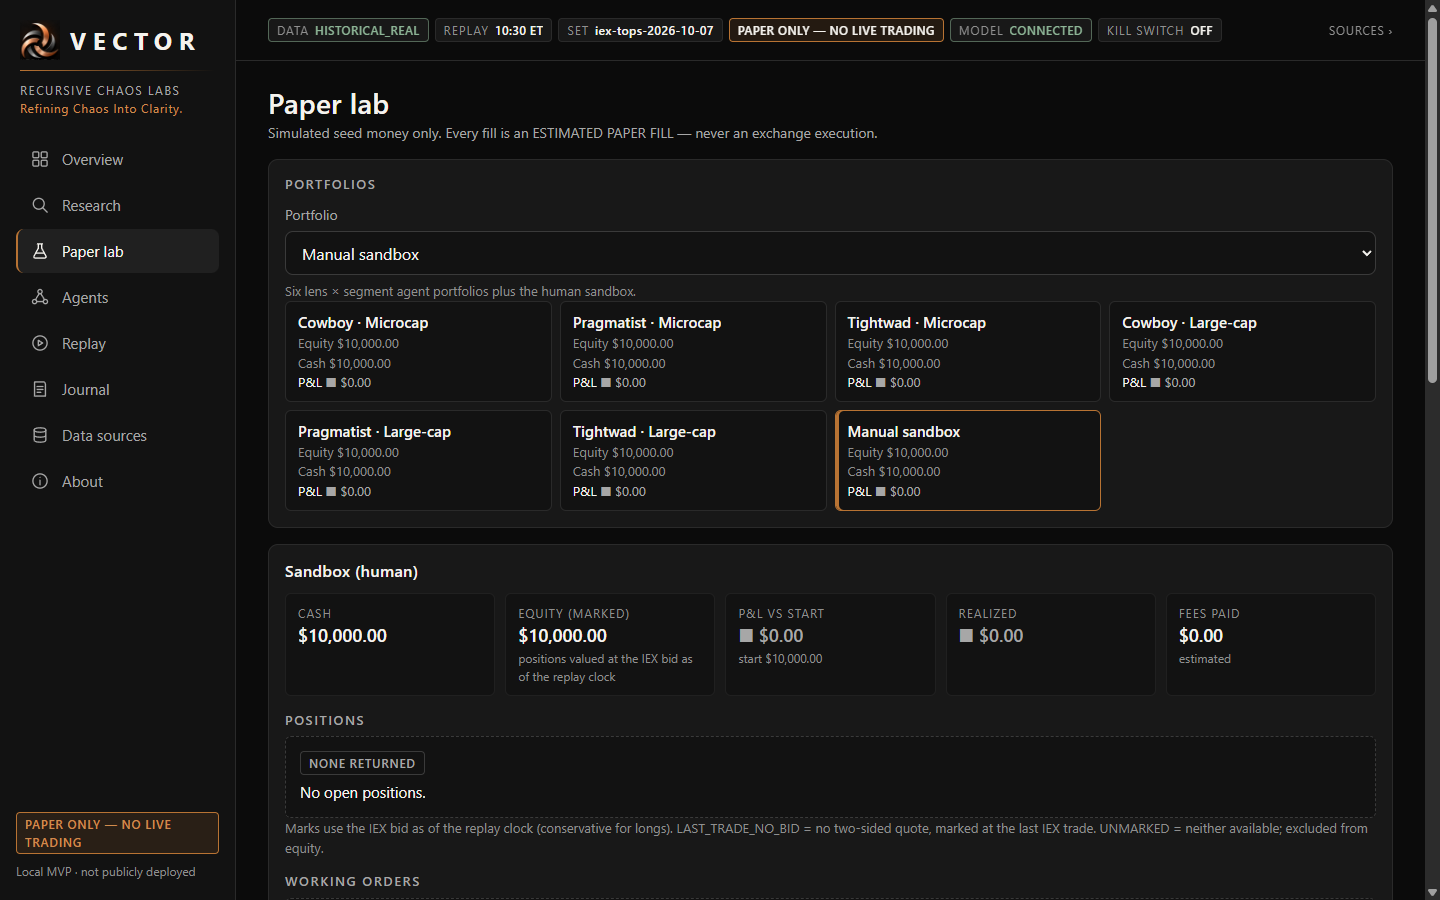 VECTOR
RECURSIVE CHAOS LABS
Refining Chaos Into Clarity.
Overview
Research
Paper lab
Agents
Replay
Journal
Data sources
About
PAPER ONLY — NO LIVE
TRADING
Local MVP · not publicly deployed
DATA HISTORICAL_REAL
REPLAY 10:30 ET
SET iex-tops-2026-10-07
PAPER ONLY — NO LIVE TRADING
MODEL CONNECTED
KILL SWITCH OFF
SOURCES ›
Paper lab
Simulated seed money only. Every fill is an ESTIMATED PAPER FILL — never an exchange execution.
PORTFOLIOS
Portfolio
Manual sandbox
Six lens × segment agent portfolios plus the human sandbox.
Cowboy · Microcap
Equity $10,000.00
Cash $10,000.00
P&L ■ $0.00
Pragmatist · Microcap
Equity $10,000.00
Cash $10,000.00
P&L ■ $0.00
Tightwad · Microcap
Equity $10,000.00
Cash $10,000.00
P&L ■ $0.00
Cowboy · Large-cap
Equity $10,000.00
Cash $10,000.00
P&L ■ $0.00
Pragmatist · Large-cap
Equity $10,000.00
Cash $10,000.00
P&L ■ $0.00
Tightwad · Large-cap
Equity $10,000.00
Cash $10,000.00
P&L ■ $0.00
Manual sandbox
Equity $10,000.00
Cash $10,000.00
P&L ■ $0.00
Sandbox (human)
CASH
$10,000.00
EQUITY (MARKED)
$10,000.00
positions valued at the IEX bid as
of the replay clock
P&L VS START
■ $0.00
start $10,000.00
REALIZED
■ $0.00
FEES PAID
$0.00
estimated
POSITIONS
NONE RETURNED
No open positions.
Marks use the IEX bid as of the replay clock (conservative for longs). LAST_TRADE_NO_BID = no two-sided quote, marked at the last IEX trade. UNMARKED = neither available; excluded from
equity.
WORKING ORDERS